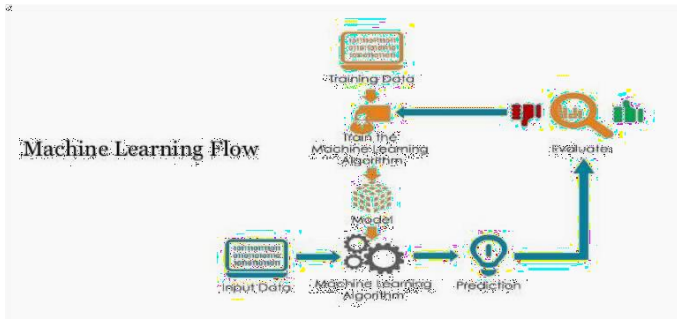 Training Data
Train the
Machine Learning
Algorithm
Evaluate
Machine Learning Flow
Model
Input Data
Machine Learning
Algorithm
Prediction